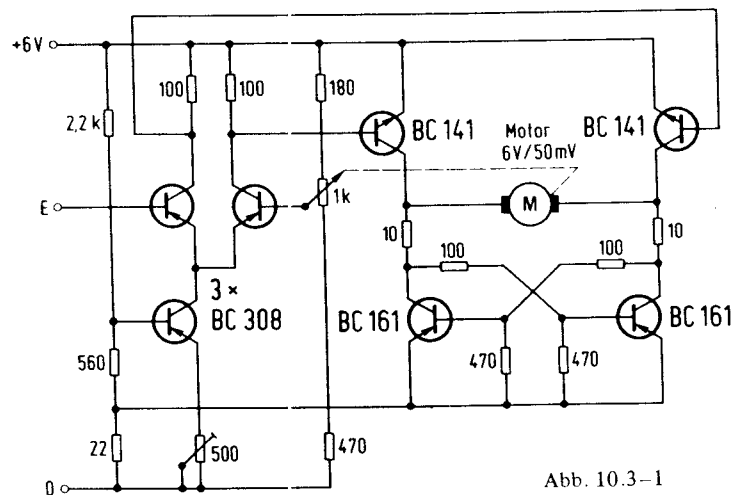 +6V
100
100
180
2,2k
BC 141
Motor
6V/50mV
BC 141
E
1k
M
10
10
100
100
3×
BC 308
BC 161
BC 161
560
470
470
22
500
470
0
Abb. 10.3–1